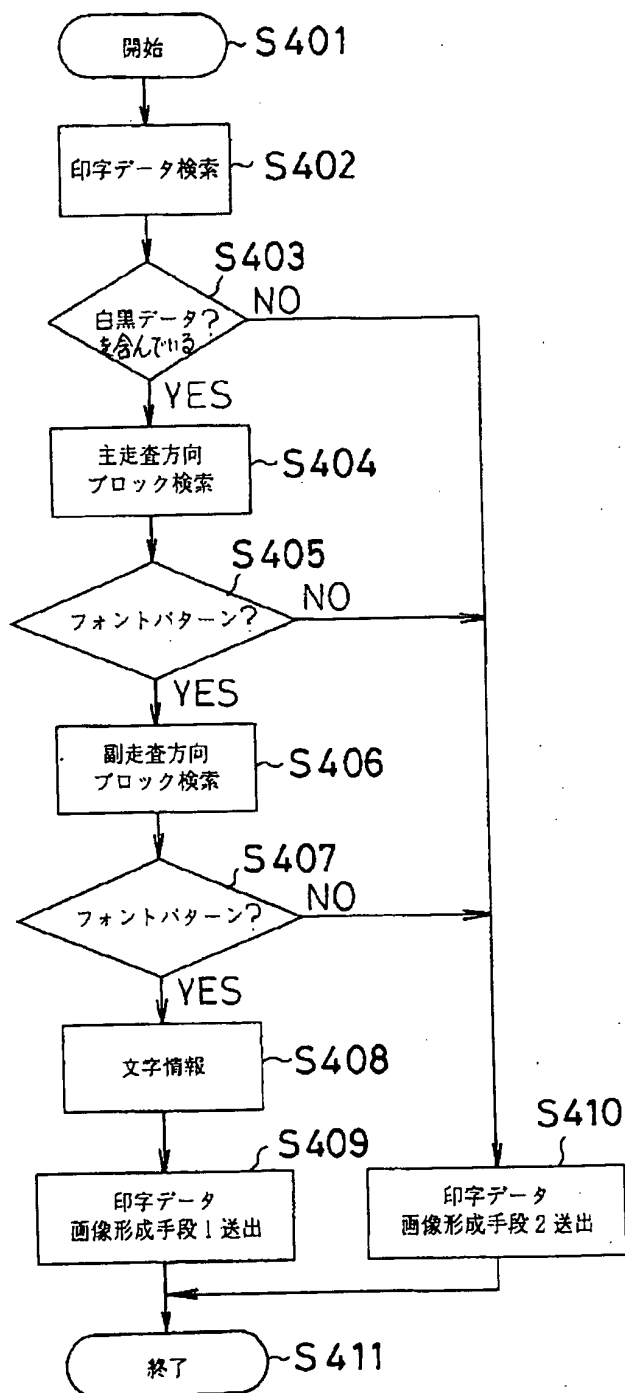 開始
S401
印字データ検索
S402
S403
白黒データ?
を含んでいる
NO
YES
主走査方向
ブロック検索
S404
S405
フォントパターン?
NO
YES
副走査方向
ブロック検索
S406
S407
フォントパターン?
NO
YES
文字情報
S408
S409
印字データ
画像形成手段1送出
S410
印字データ
画像形成手段2送出
終了
S411